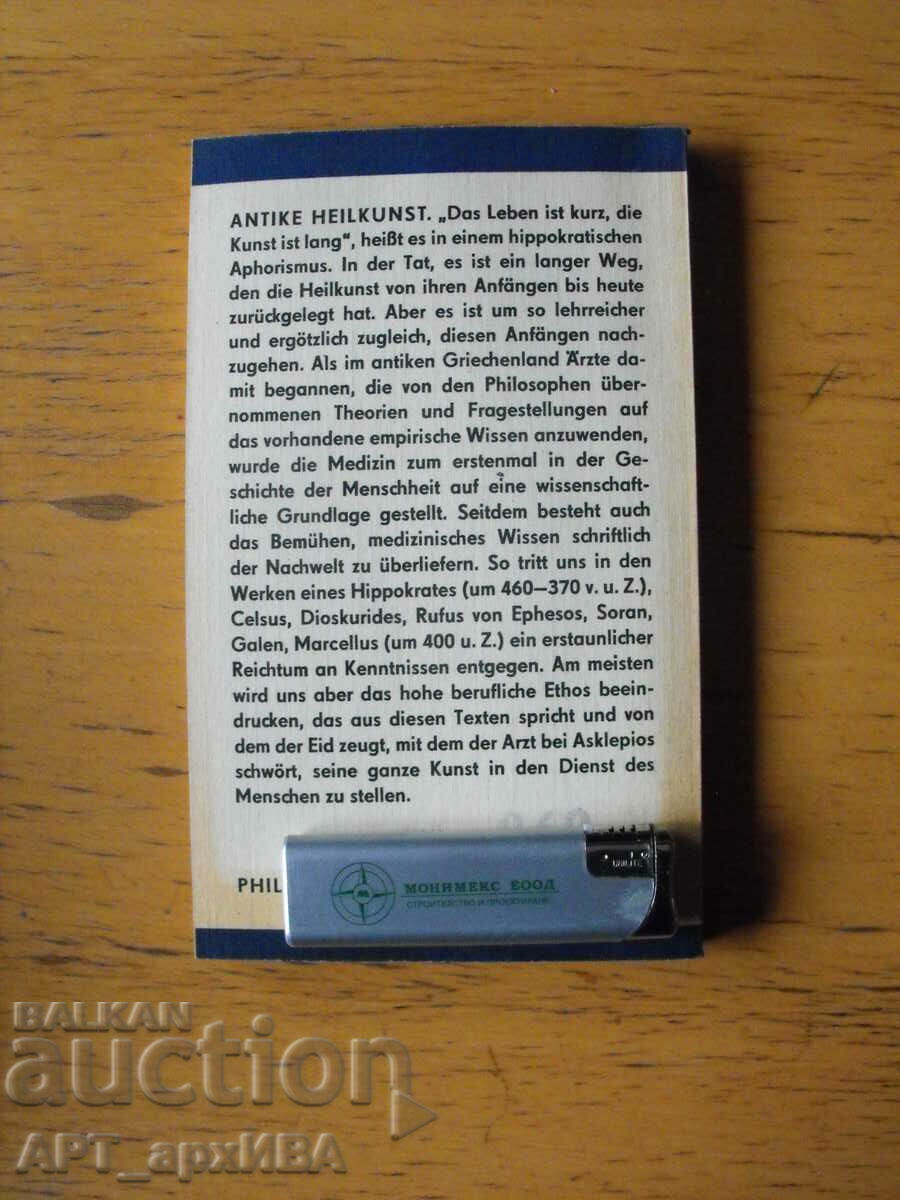 ANTIKE HEILKUNST. „Das Leben ist kurz, die
Kunst ist lang“, heißt es in einem hippokratischen
Aphorismus. In der Tat, es ist ein langer Weg,
den die Heilkunst von ihren Anfängen bis heute
zurückgelegt hat. Aber es ist um so lehrreicher
und ergötzlich zugleich, diesen Anfängen nach-
zugehen. Als im antiken Griechenland Ärzte da-
mit begannen, die von den Philosophen über-
nommenen Theorien und Fragestellungen auf
das vorhandene empirische Wissen anzuwenden,
wurde die Medizin zum erstenmal in der Ge-
schichte der Menschheit auf eine wissenschaft-
liche Grundlage gestellt. Seitdem besteht auch
das Bemühen, medizinisches Wissen schriftlich
der Nachwelt zu überliefern. So tritt uns in den
Werken eines Hippokrates (um 460—370 v. u. Z.),
Celsus, Dioskurides, Rufus von Ephesos, Soran,
Galen, Marcellus (um 400 u. Z.) ein erstaunlicher
Reichtum an Kenntnissen entgegen. Am meisten
wird uns aber das hohe berufliche Ethos beein-
drucken, das aus diesen Texten spricht und von
dem der Eid zeugt, mit dem der Arzt bei Asklepios
schwört, seine ganze Kunst in den Dienst des
Menschen zu stellen.
PHIL
МОНИМЕКС ЕООД
СТРОИТЕЛСТВО И ПРОЕКТИРАНЕ
BALKAN
auction
АРТ_архИВА